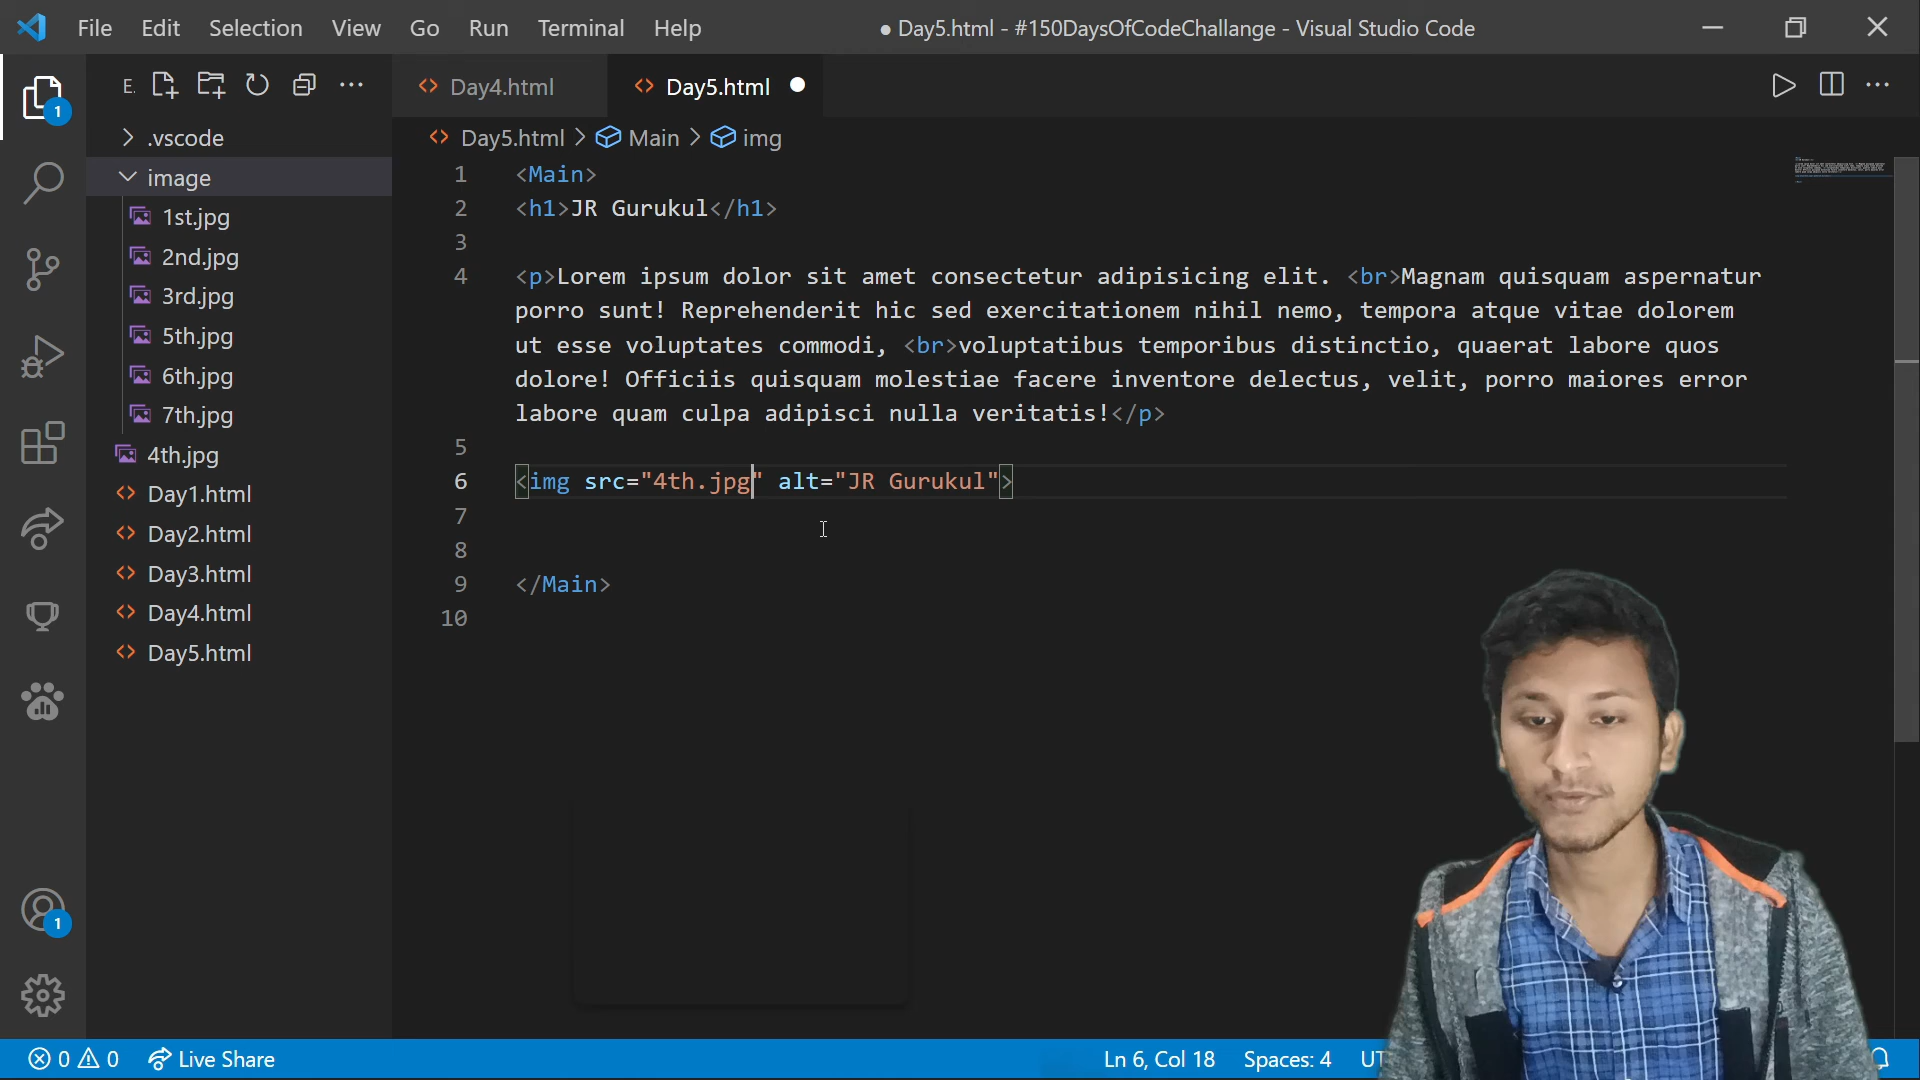 File Edit Selection View Go Run Terminal Help ● Day5.html - #150DaysOfCodeChallange - Visual Studio Code
1
E.
Day4.html
Day5.html
Day5.html > Main > img
.vscode
image
1st.jpg
2nd.jpg
3rd.jpg
5th.jpg
6th.jpg
7th.jpg
4th.jpg
Day1.html
Day2.html
Day3.html
Day4.html
Day5.html
1 <Main>
2 <h1>JR Gurukul</h1>
3
4 <p>Lorem ipsum dolor sit amet consectetur adipisicing elit. <br>Magnam quisquam aspernatur
porro sunt! Reprehenderit hic sed exercitationem nihil nemo, tempora atque vitae dolorem
ut esse voluptates commodi, <br>voluptatibus temporibus distinctio, quaerat labore quos
dolore! Officiis quisquam molestiae facere inventore delectus, velit, porro maiores error
labore quam culpa adipisci nulla veritatis!</p>
5
6 <img src="4th.jpg" alt="JR Gurukul">
7
8
9 </Main>
10
1
0 0 Live Share
Ln 6, Col 18 Spaces: 4